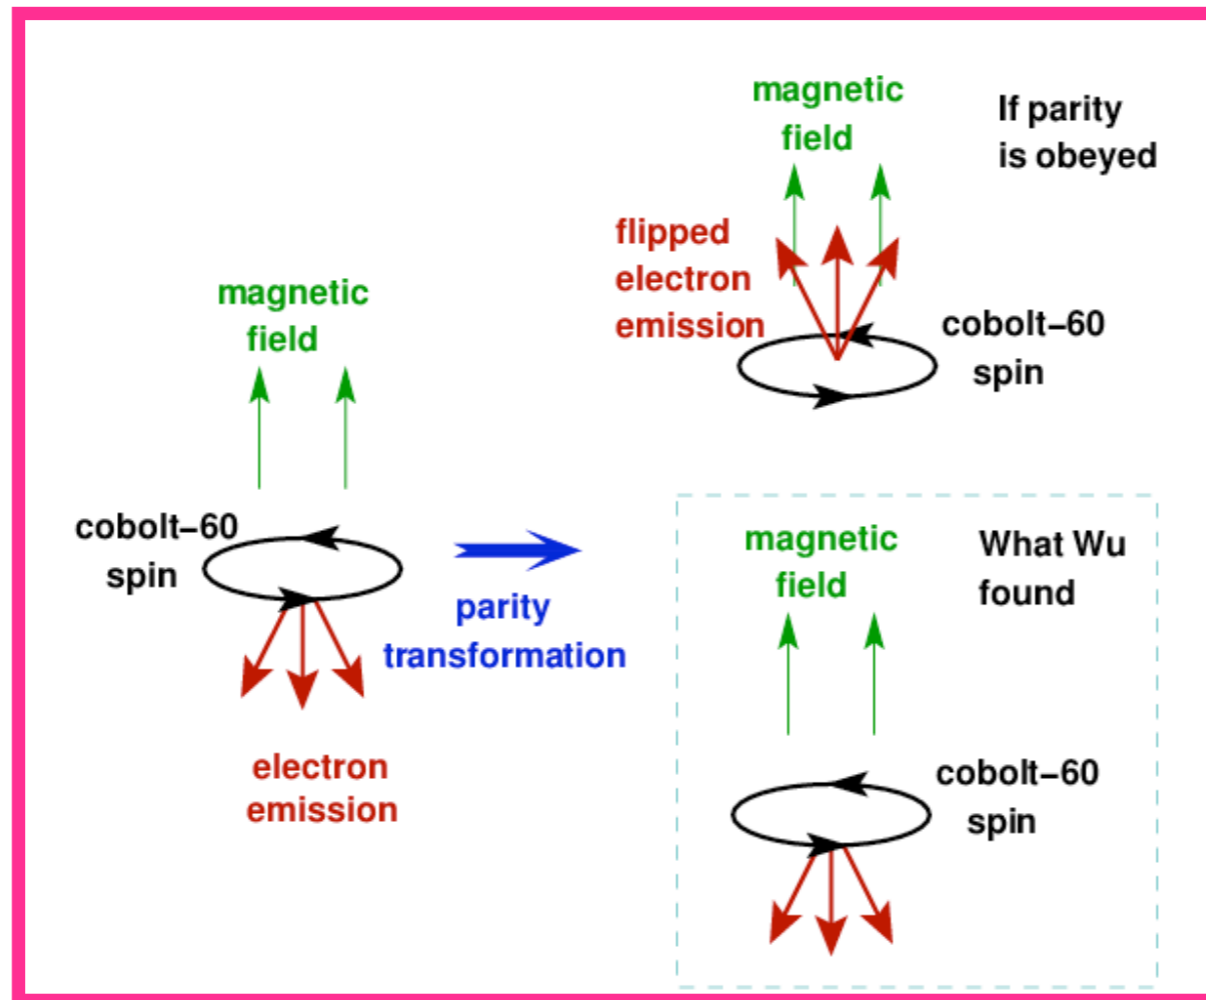 magnetic
field
cobolt−60
spin
electron
emission
parity
transformation
magnetic
field
If parity
is obeyed
flipped
electron
emission
cobolt−60
spin
magnetic
field
What Wu
found
cobolt−60
spin